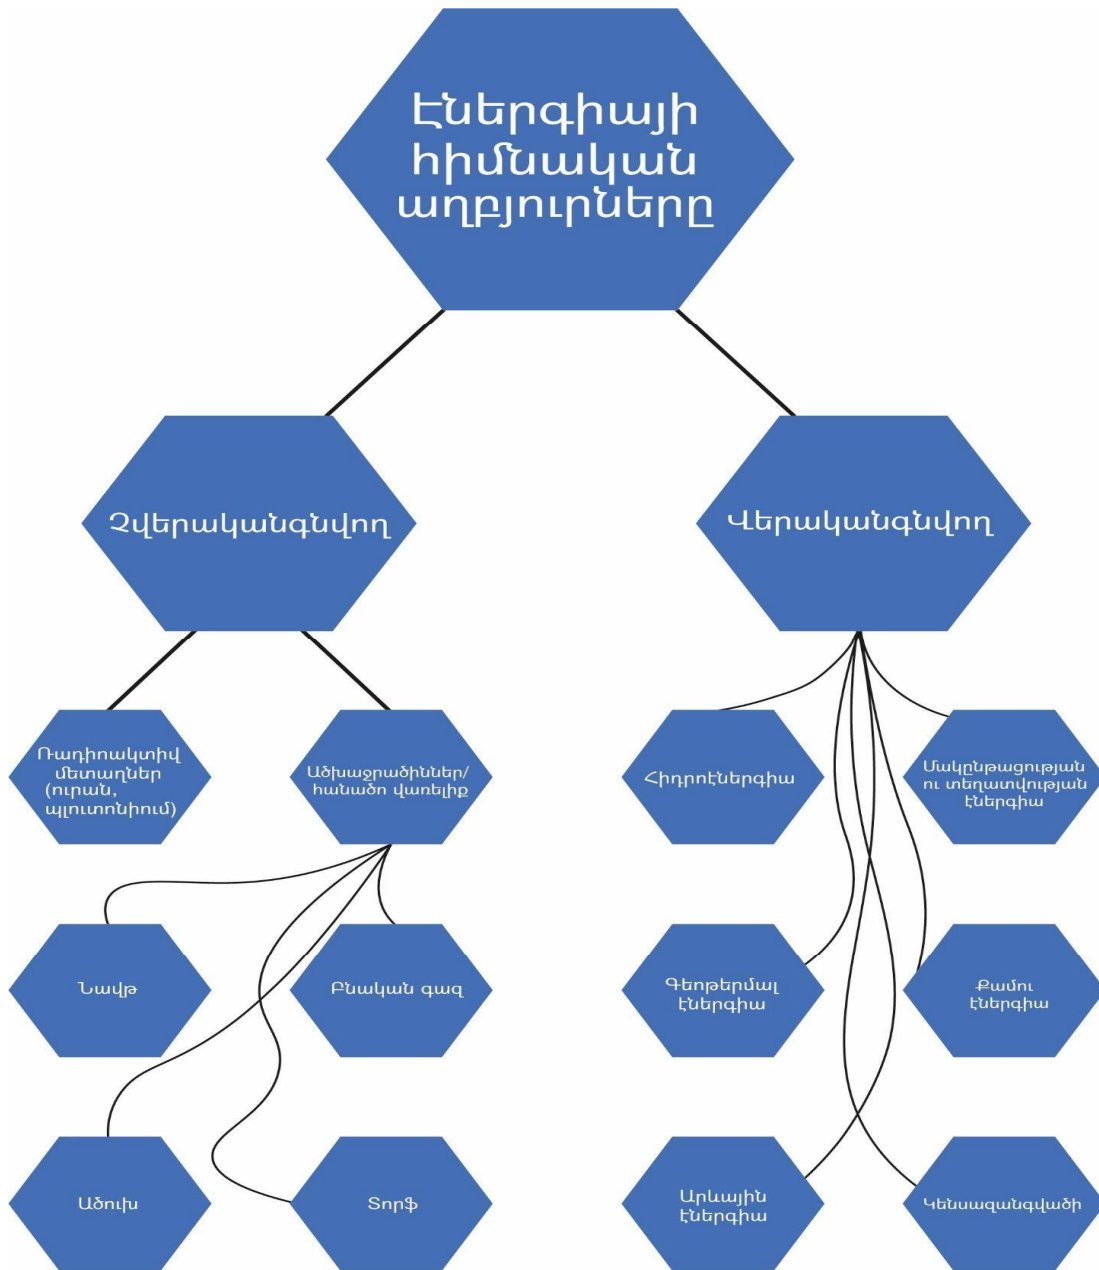 Էներգիայի
հիմնական
աղբյուրները
Չվերականգնվող
Վերականգնվող
Ռադիոակտիվ
մետաղներ
(ուրան,
պլուտոնիում)
Ածխաջրածիններ/
հանածո վառելիք
Հիդրոէներգիա
Մակընթացության
ու տեղատվության
էներգիա
Նավթ
Բնական գազ
Գեոթերմալ
էներգիա
Քամու
էներգիա
Ածուխ
Տորֆ
Արևային
էներգիա
Կենսազանգվածի